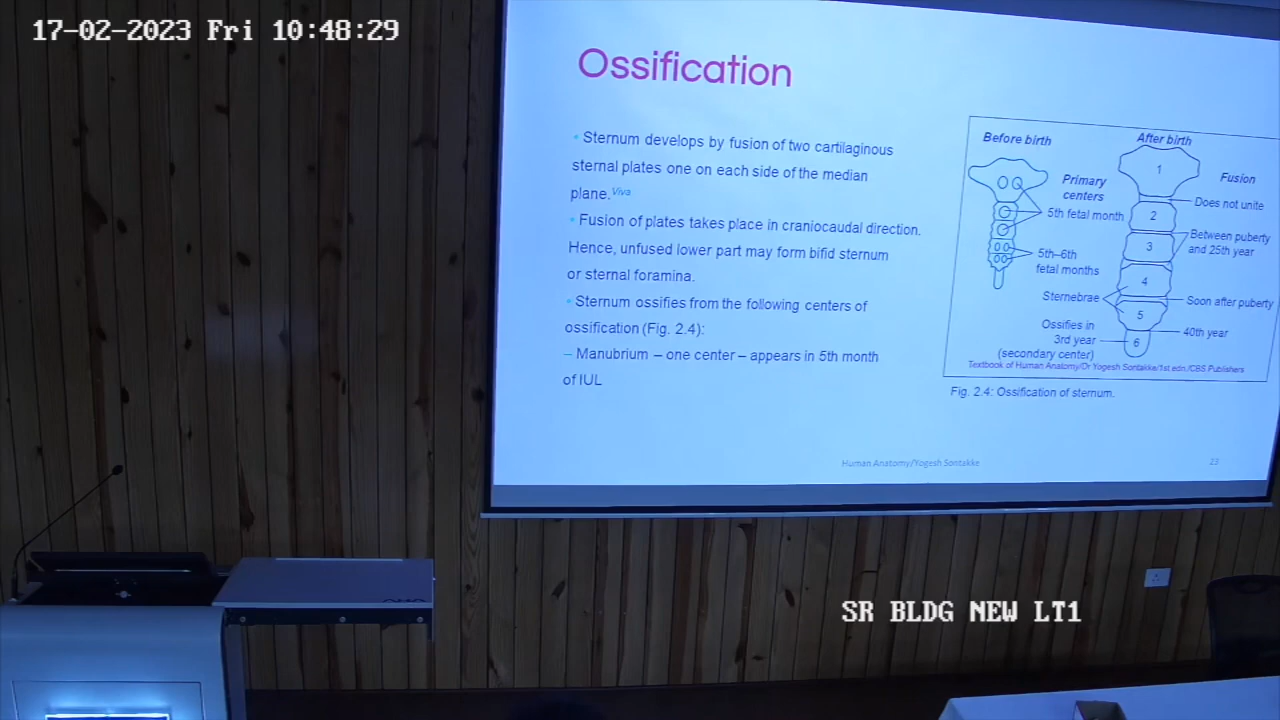 17-02-2023 Fri 10:48:29
Ossification
• Sternum develops by fusion of two cartilaginous
sternal plates one on each side of the median
plane.Viva
• Fusion of plates takes place in craniocaudal direction.
Hence, unfused lower part may form bifid sternum
or sternal foramina.
• Sternum ossifies from the following centers of
ossification (Fig. 2.4):
– Manubrium – one center – appears in 5th month
of IUL
Before birth
After birth
Primary
centers
Fusion
5th fetal month
5th–6th
fetal months
Sternebrae
Ossifies in
3rd year
(secondary center)
1
2
3
4
5
6
Does not unite
Between puberty
and 25th year
Soon after puberty
40th year
Textbook of Human Anatomy/Dr Yogesh Sontakke/1st edn./CBS Publishers
Fig. 2.4: Ossification of sternum.
Human Anatomy/Yogesh Sontakke
23
SR BLDG NEW LT1